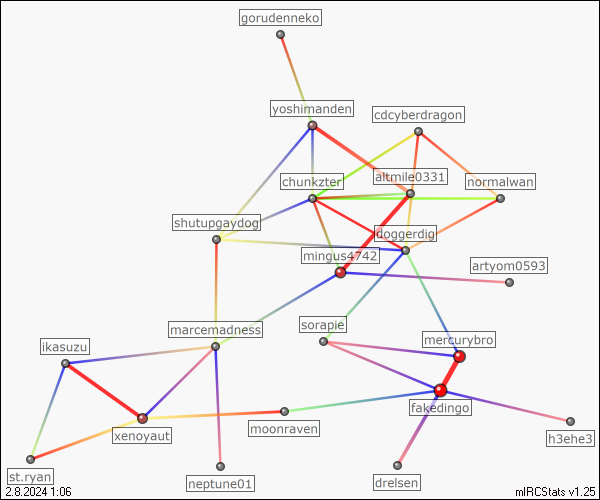 gorudenneko
yoshimanden
cdcyberdragon
chunkzter
altmile0331
normalwan
shutupgaydog
doggerdig
mingus4742
artyom0593
marcemadness
sorapie
ikasuzu
mercurybro
xenoyaut
moonraven
fakedingo
h3ehe3
st.ryan
neptune01
drelsen
2.8.2024 1:06
mIRCStats v1.25